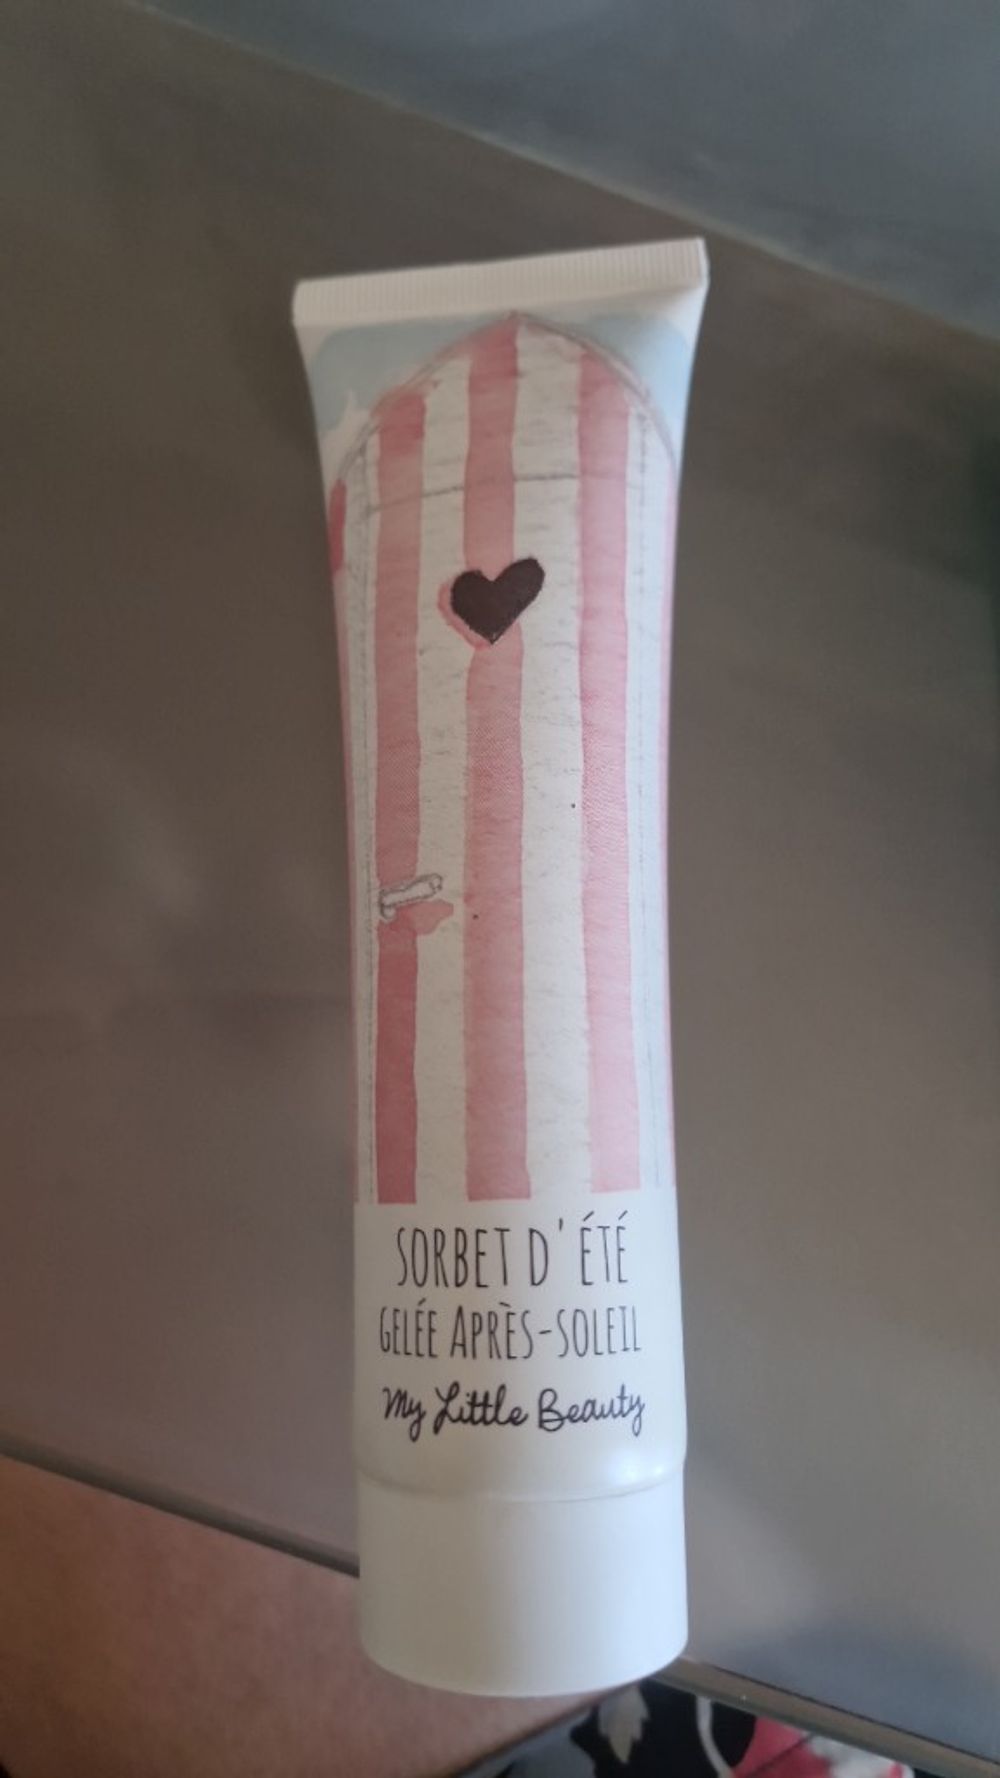 SORBET D'ÉTÉ
GELÉE APRÈS-SOLEIL
My Little Beauty